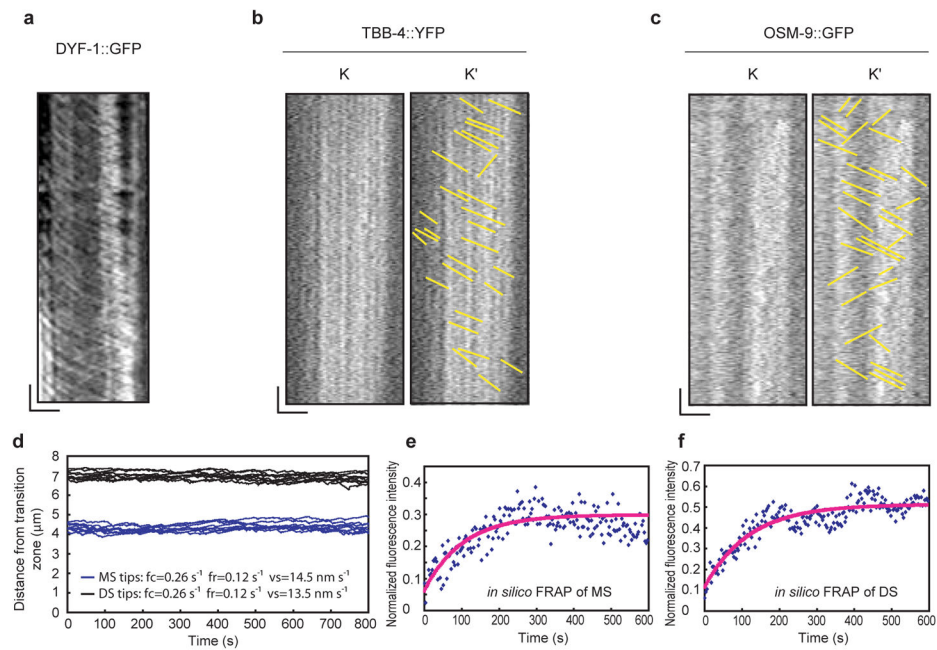 a
b
c
DYF-1::GFP
TBB-4::YFP
OSM-9::GFP
K
K'
K
K'
d
8
7
6
5
4
3
2
1
0
Distance from transition
zone (μm)
MS tips: fc=0.26 s⁻¹ fr=0.12 s⁻¹ vs=14.5 nm s⁻¹
DS tips: fc=0.26 s⁻¹ fr=0.12 s⁻¹ vs=13.5 nm s⁻¹
0 100 200 300 400 500 600 700 800
Time (s)
e
Normalized fluorescence intensity
0.4
0.3
0.2
0.1
0
in silico FRAP of MS
0 100 200 300 400 500 600
Time (s)
f
Normalized fluorescence intensity
0.7
0.6
0.5
0.4
0.3
0.2
0.1
0
in silico FRAP of DS
0 100 200 300 400 500 600
Time (s)